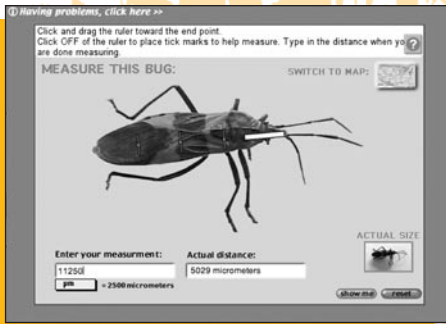 Having problems, click here >>
Click and drag the ruler toward the end point.
Click OFF of the ruler to place tick marks to help measure. Type in the distance when yo
are done measuring.
?
MEASURE THIS BUG:
SWITCH TO MAP:
ACTUAL SIZE
Enter your measurment:
Actual distance:
11250
5029 micrometers
µm
= 2500 micrometers
show me
reset